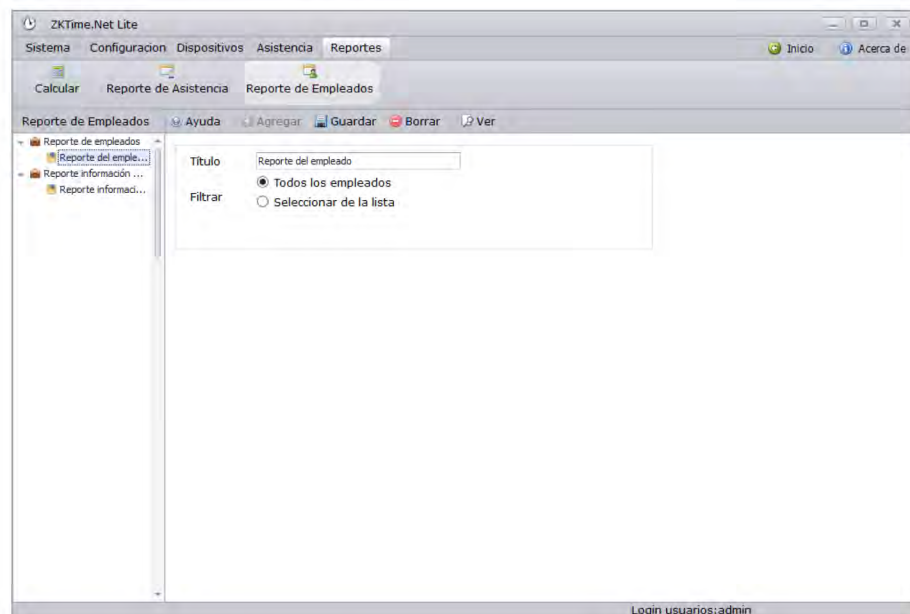 ZKTime.Net Lite
Sistema Configuracion Dispositivos Asistencia Reportes Inicio Acerca de
Calcular Reporte de Asistencia Reporte de Empleados
Reporte de Empleados Ayuda Agregar Guardar Borrar Ver
Reporte de empleados
Reporte del emple...
Reporte información ...
Reporte informaci...
Título Reporte del empleado
Todos los empleados
Filtrar
Seleccionar de la lista
Login usuarios:admin